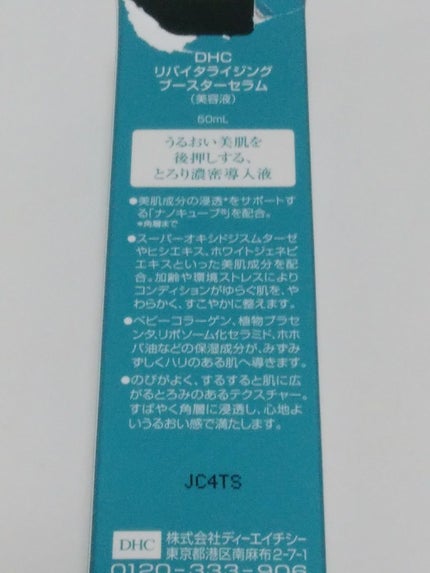 DHC
リバイタライジング
ブースターセラム
(美容液)
50mL
うるおい美肌を
後押しする、
とろり濃密導入液
●美肌成分の浸透*をサポートす
る「ナノキューブ®」を配合。
*角層まで
●スーパーオキシドジスムターゼ
やヒシエキス、ホワイトジェネピ
エキスといった美肌成分を配
合。加齢や環境ストレスにより
コンディションがゆらぐ肌を、や
わらかく、すこやかに整えます。
●ベビーコラーゲン、植物プラセ
ンタ、リポソーム化セラミド、ホホ
バ油などの保湿成分が、みずみ
ずしくハリのある肌へ導きます。
●のびがよく、するすると肌に広
がるとろみのあるテクスチャー。
すばやく角層に浸透し、心地よ
いうるおい感で満たします。
JC4TS
DHC 株式会社ディーエイチシー
東京都港区南麻布2-7-1
0120-333-906